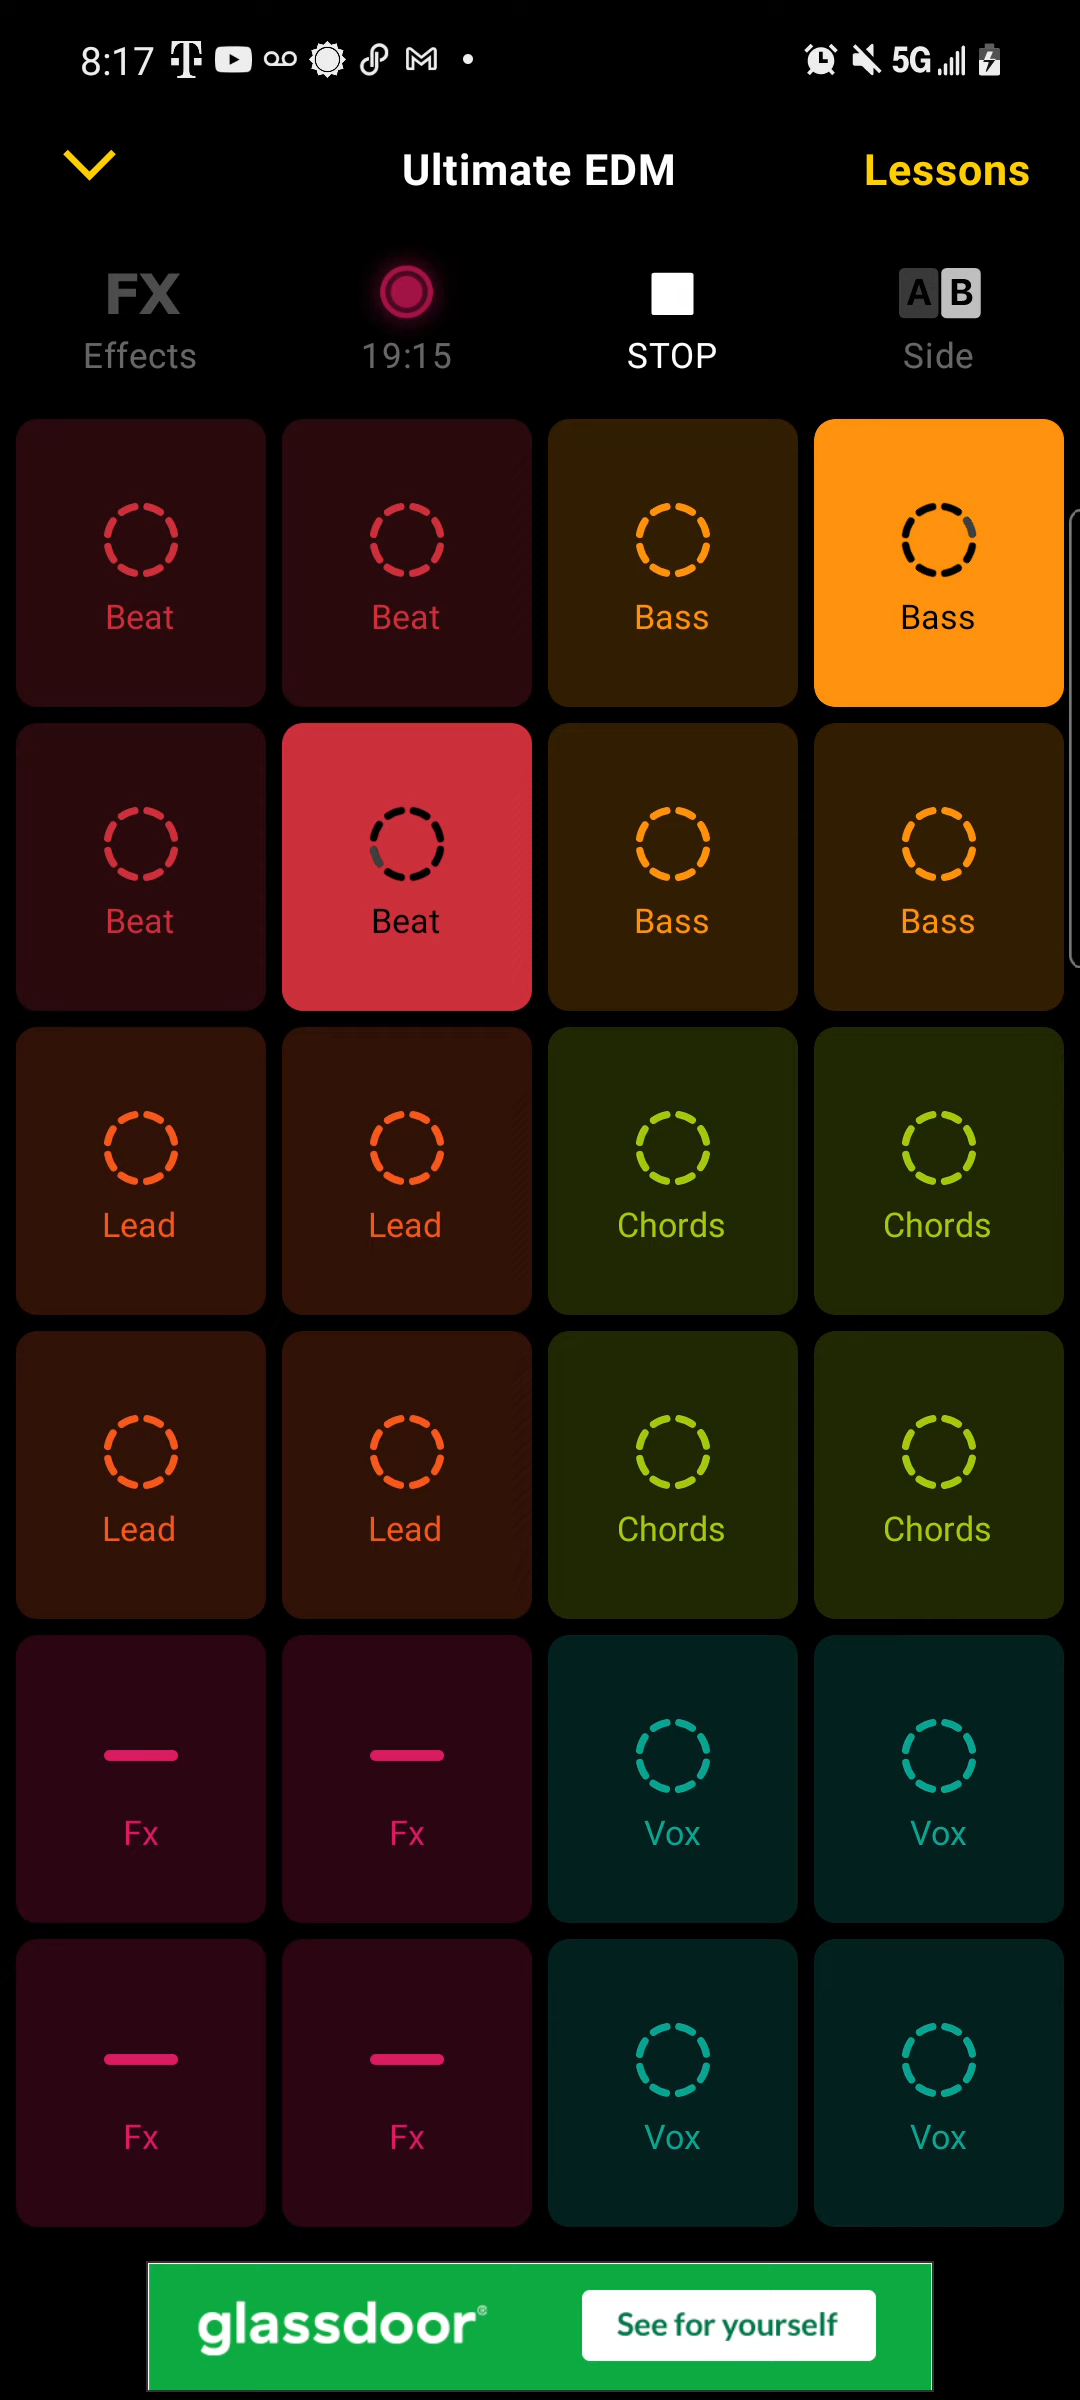 8:17 5G
Ultimate EDM Lessons
FX A B
Effects 19:15 STOP Side
Beat Beat Bass Bass
Beat Beat Bass Bass
Lead Lead Chords Chords
Lead Lead Chords Chords
Fx Fx Vox Vox
Fx Fx Vox Vox
glassdoor® See for yourself